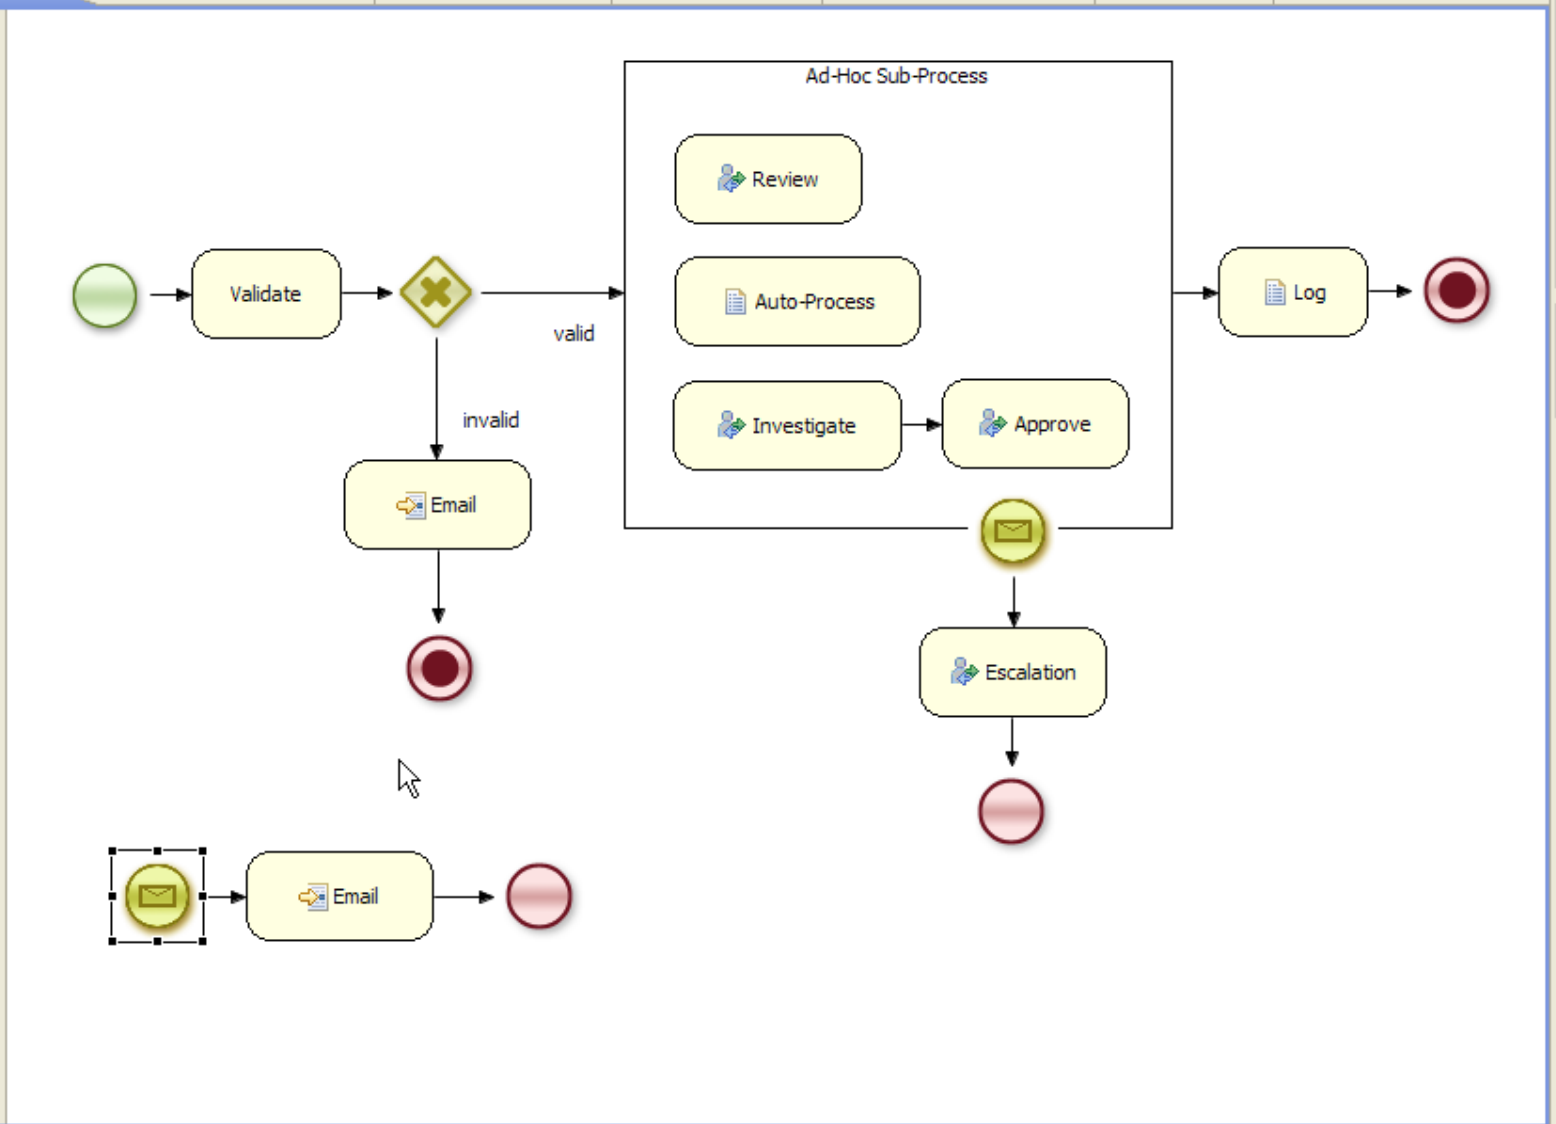 Ad-Hoc Sub-Process
Review
Validate
valid
Auto-Process
Log
invalid
Investigate
Approve
Email
Escalation
Email